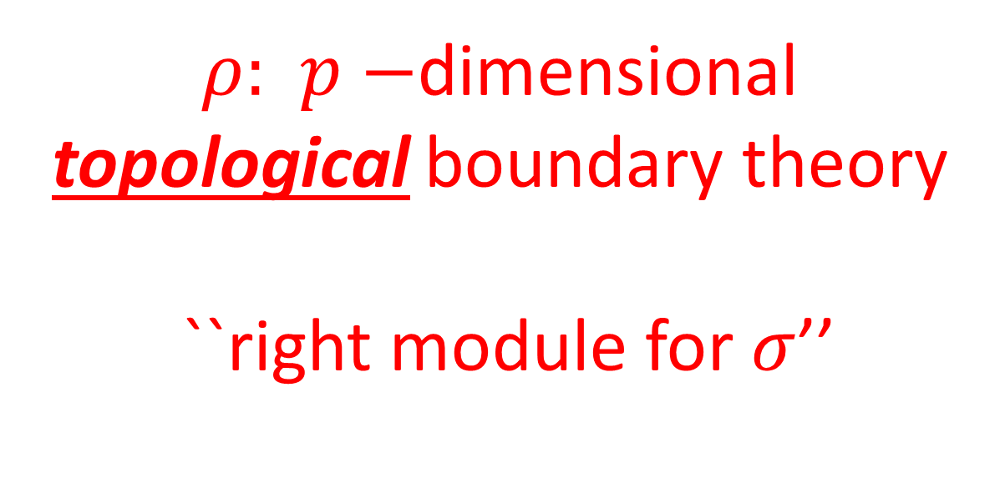 ρ: p −dimensional
topological boundary theory
``right module for σ’’